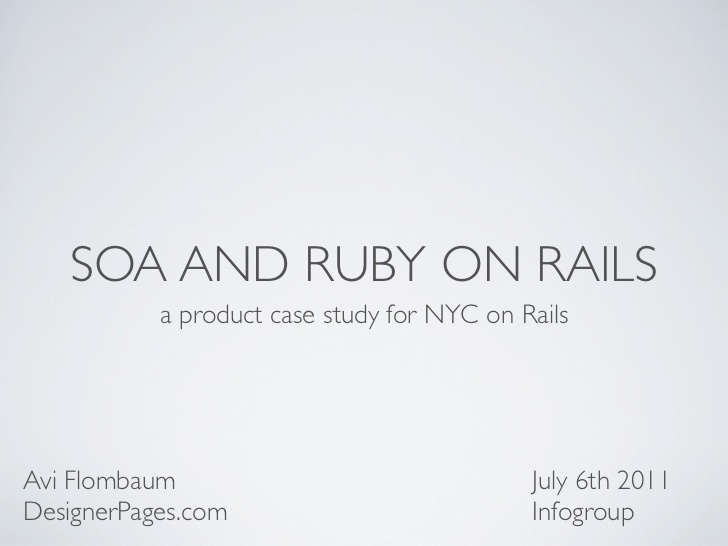 SOA AND RUBY ON RAILS
a product case study for NYC on Rails
Avi Flombaum
DesignerPages.com
July 6th 2011
Infogroup